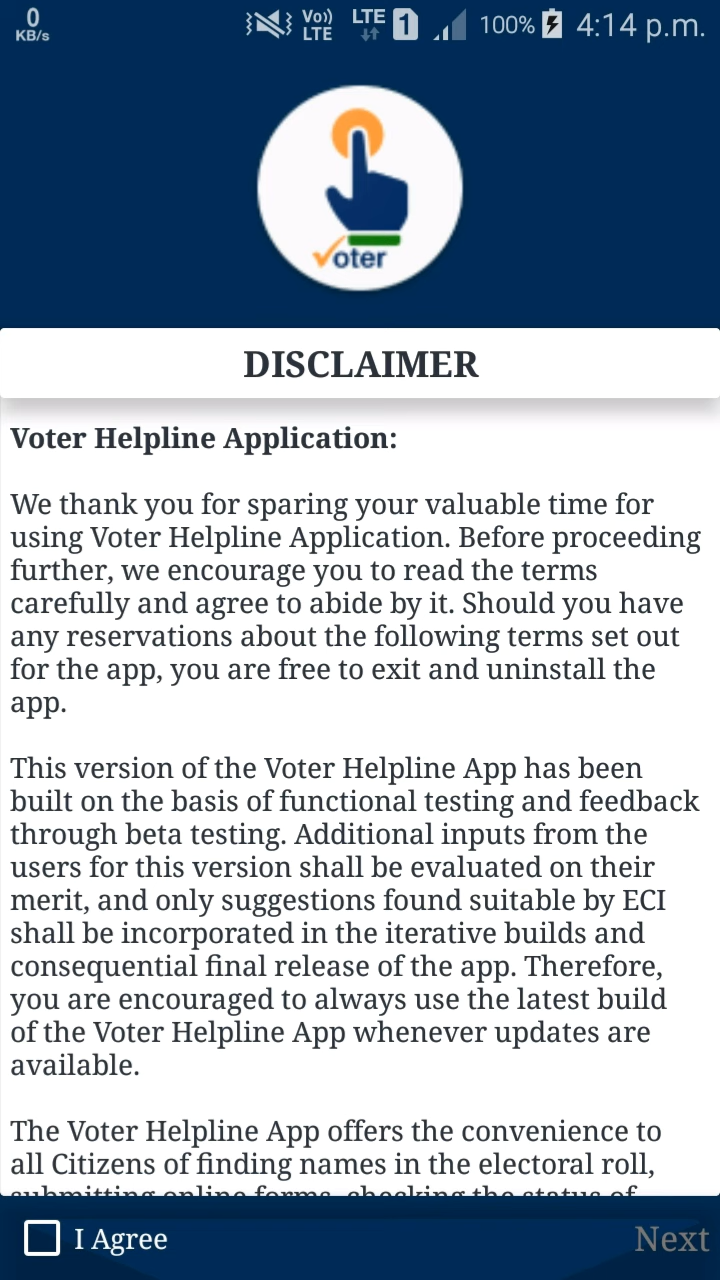 0
KB/s
Vo))
LTE
LTE
1
100%
4:14 p.m.
Voter
DISCLAIMER
Voter Helpline Application:
We thank you for sparing your valuable time for
using Voter Helpline Application. Before proceeding
further, we encourage you to read the terms
carefully and agree to abide by it. Should you have
any reservations about the following terms set out
for the app, you are free to exit and uninstall the
app.
This version of the Voter Helpline App has been
built on the basis of functional testing and feedback
through beta testing. Additional inputs from the
users for this version shall be evaluated on their
merit, and only suggestions found suitable by ECI
shall be incorporated in the iterative builds and
consequential final release of the app. Therefore,
you are encouraged to always use the latest build
of the Voter Helpline App whenever updates are
available.
The Voter Helpline App offers the convenience to
all Citizens of finding names in the electoral roll,
submitting online forms, checking the status of
I Agree
Next